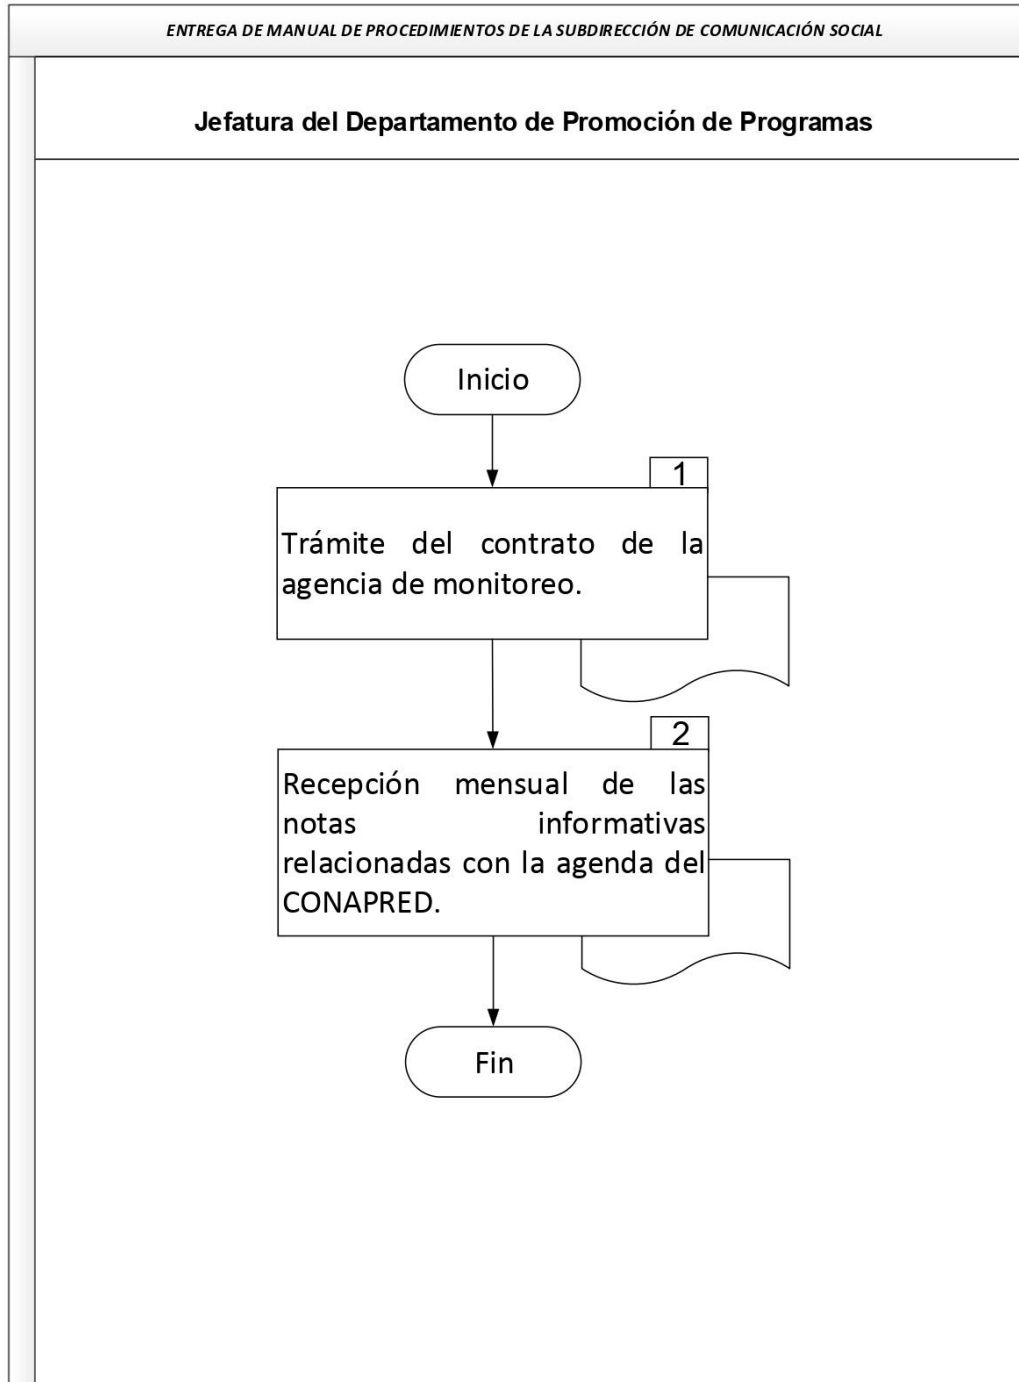 ENTREGA DE MANUAL DE PROCEDIMIENTOS DE LA SUBDIRECCIÓN DE COMUNICACIÓN SOCIAL
Jefatura del Departamento de Promoción de Programas
Inicio
1
Trámite del contrato de la
agencia de monitoreo.
2
Recepción mensual de las
notas informativas
relacionadas con la agenda del
CONAPRED.
Fin